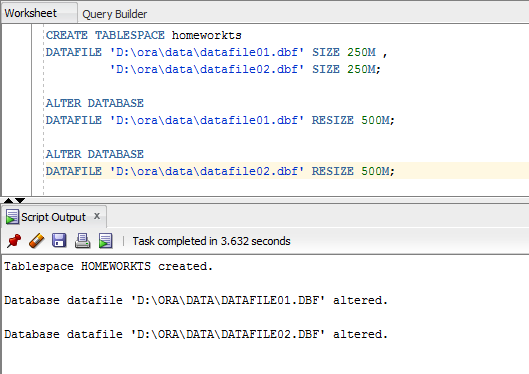 Worksheet Query Builder
CREATE TABLESPACE homeworkts
DATAFILE 'D:\ora\data\datafile01.dbf' SIZE 250M ,
'D:\ora\data\datafile02.dbf' SIZE 250M;
ALTER DATABASE
DATAFILE 'D:\ora\data\datafile01.dbf' RESIZE 500M;
ALTER DATABASE
DATAFILE 'D:\ora\data\datafile02.dbf' RESIZE 500M;
Script Output x
Task completed in 3.632 seconds
Tablespace HOMEWORKTS created.
Database datafile 'D:\ORA\DATA\DATAFILE01.DBF' altered.
Database datafile 'D:\ORA\DATA\DATAFILE02.DBF' altered.